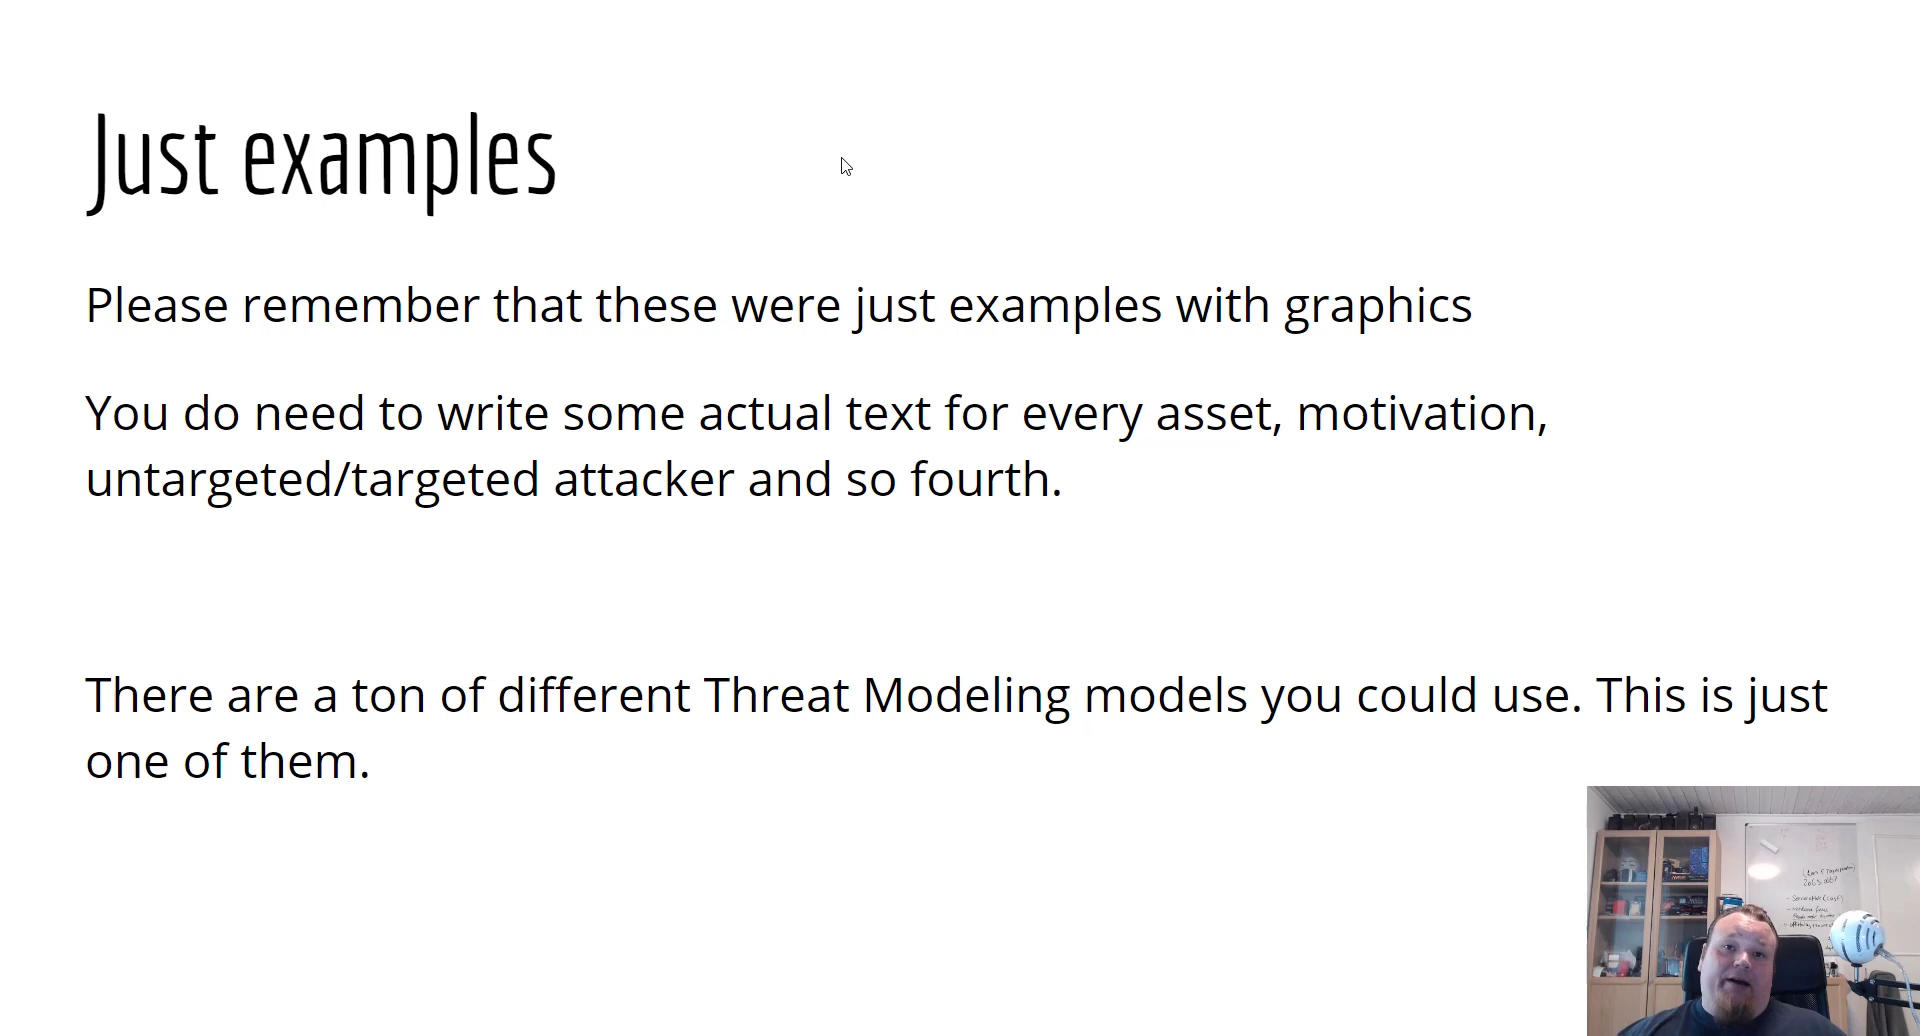 Just examples
Please remember that these were just examples with graphics
You do need to write some actual text for every asset, motivation,
untargeted/targeted attacker and so fourth.
There are a ton of different Threat Modeling models you could use. This is just
one of them.